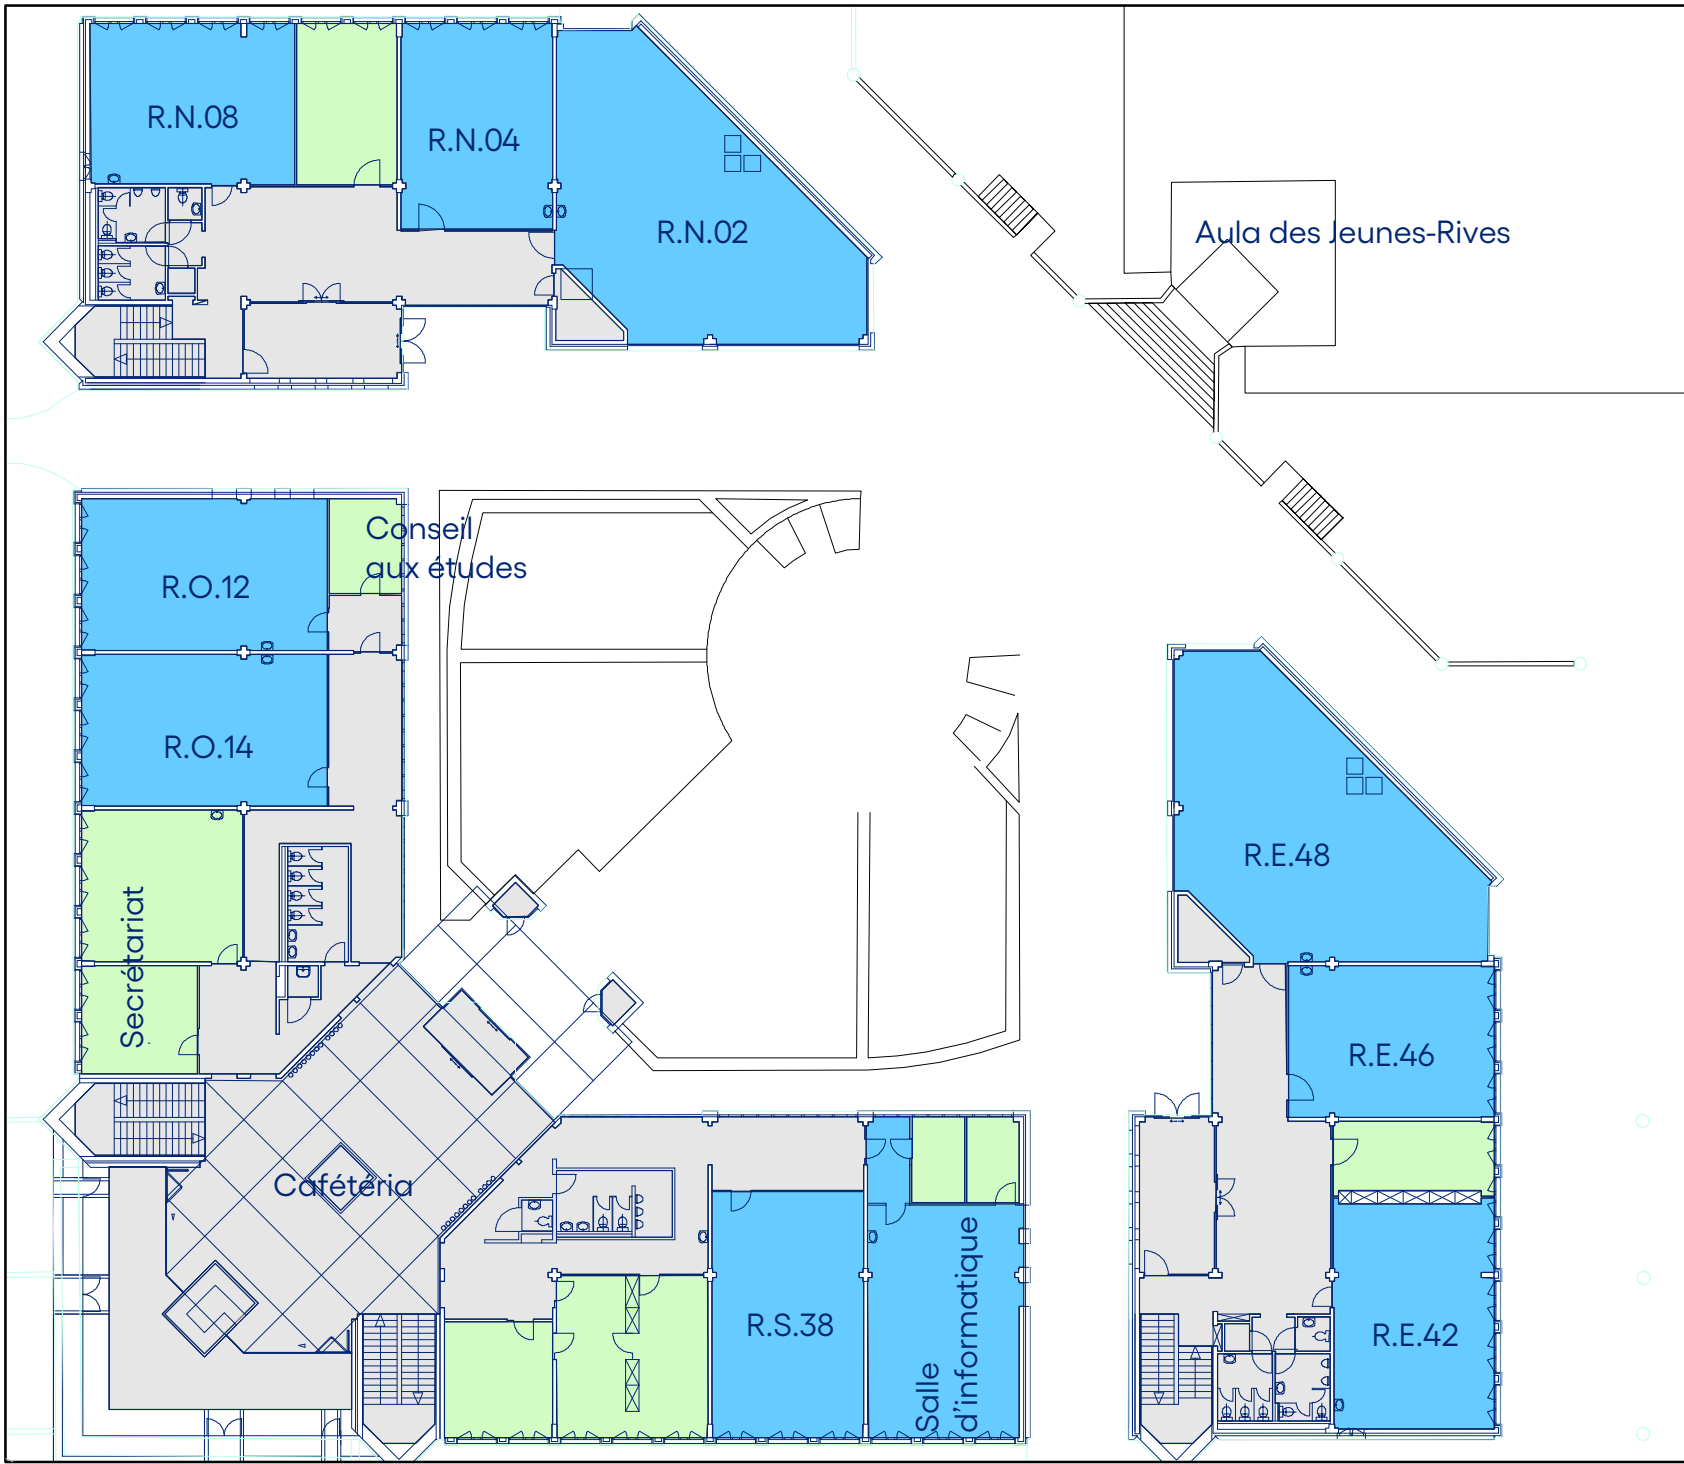 R.N.08
R.N.04
R.N.02
Aula des Jeunes-Rives
Conseil
aux études
R.O.12
R.O.14
Secrétariat
R.E.48
R.E.46
Cafétéria
R.S.38
Salle
d'informatique
R.E.42